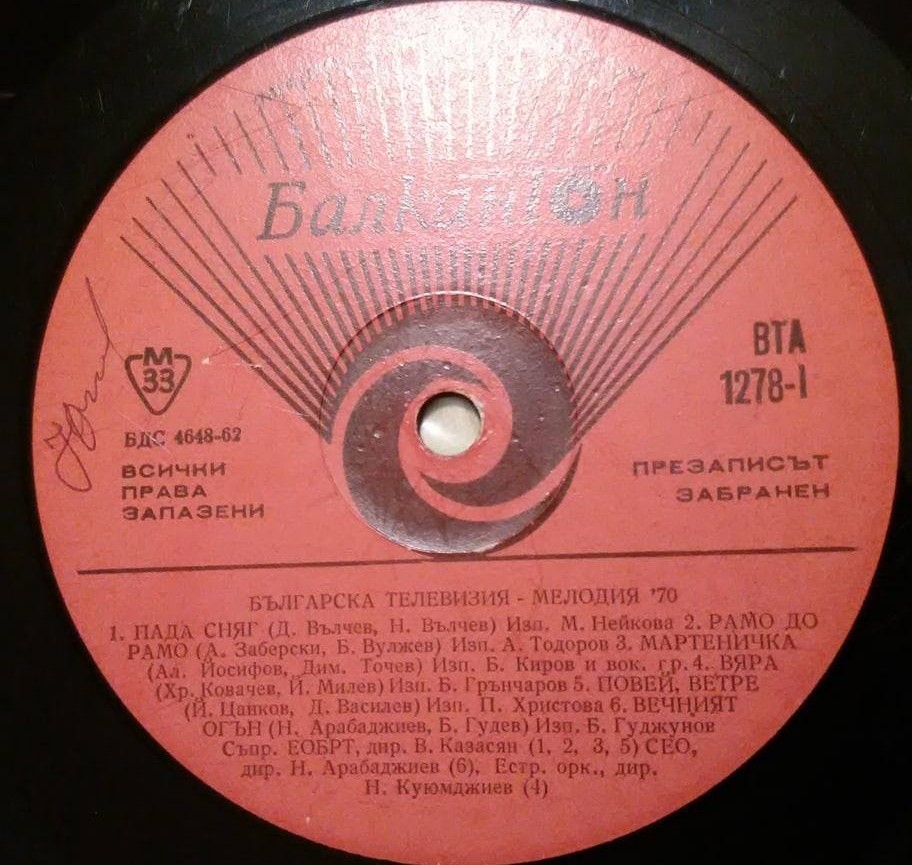 Балкантон
М
33
БДС 4648-62
ВСИЧКИ
ПРАВА
ЗАПАЗЕНИ
ВТА
1278-I
ПРЕЗАПИСЪТ
ЗАБРАНЕН
БЪЛГАРСКА ТЕЛЕВИЗИЯ - МЕЛОДИЯ '70
1. ПАДА СНЯГ (Д. Вълчев, Н. Вълчев) Изп. М. Нейкова 2. РАМО ДО
РАМО (А. Заберски, Б. Вулжев) Изп. А. Тодоров 3. МАРТЕНИЧКА
(Ал. Йосифов, Дим. Точев) Изп. Б. Киров и вок. гр. 4. ВЯРА
(Хр. Ковачев, Й. Милев) Изп. Б. Грънчаров 5. ПОВЕЙ, ВЕТРЕ
(Й. Цанков, Д. Василев) Изп. П. Христова 6. ВЕЧНИЯТ
ОГЪН (Н. Арабаджиев, Б. Гудев) Изп. Б. Гуджунов
Съпр. ЕОБРТ, дир. В. Казасян (1, 2, 3, 5) СЕО,
дир. Н. Арабаджиев (6), Естр. орк., дир.
Н. Куюмджиев (4)